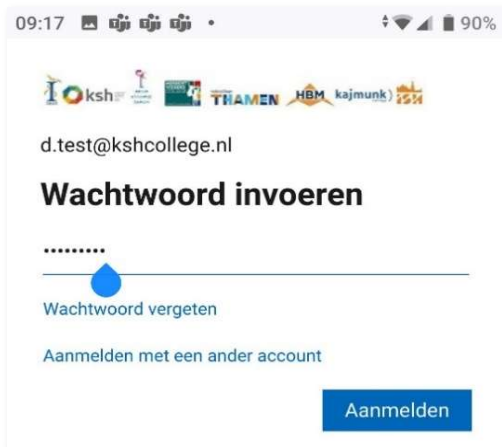 09:17 90%
ksh THAMEN HBM kajmunk
d.test@kshcollege.nl
Wachtwoord invoeren
•••••••••
Wachtwoord vergeten
Aanmelden met een ander account
Aanmelden